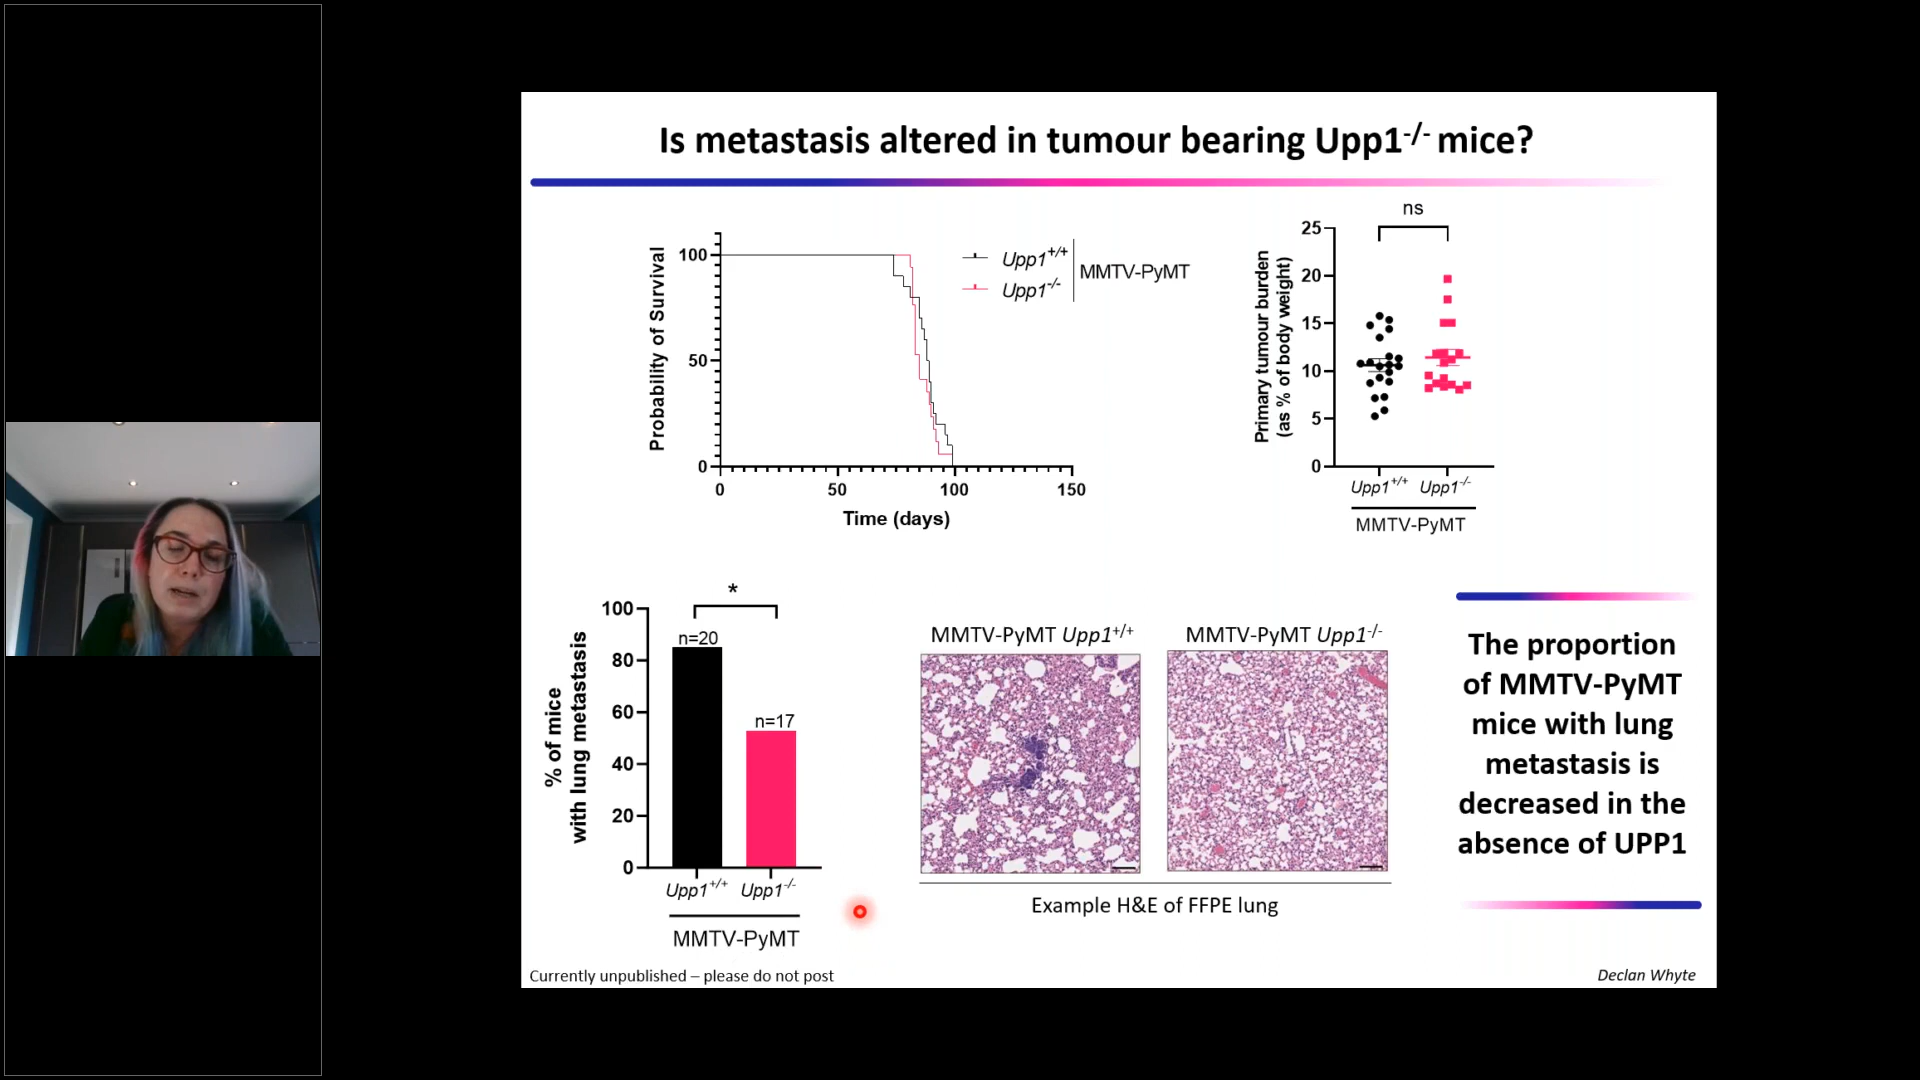 Is metastasis altered in tumour bearing Upp1-/- mice?
Probability of Survival
100
50
0
0 50 100 150
Time (days)
Upp1+/+
Upp1-/-
MMTV-PyMT
Primary tumour burden
(as % of body weight)
ns
25
20
15
10
5
0
Upp1+/+ Upp1-/-
MMTV-PyMT
% of mice
with lung metastasis
*
100
80
60
40
20
0
n=20
n=17
Upp1+/+ Upp1-/-
MMTV-PyMT
MMTV-PyMT Upp1+/+
MMTV-PyMT Upp1-/-
Example H&E of FFPE lung
The proportion
of MMTV-PyMT
mice with lung
metastasis is
decreased in the
absence of UPP1
Currently unpublished – please do not post
Declan Whyte